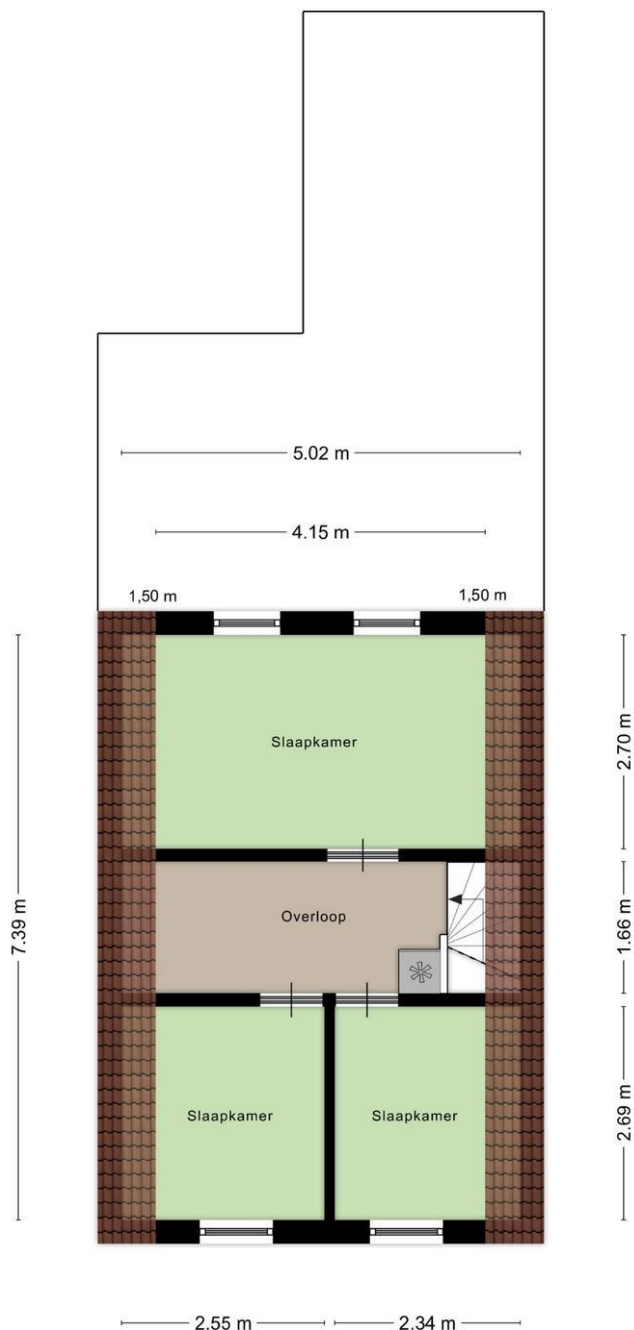 5.02 m
4.15 m
1,50 m
1,50 m
Slaapkamer
2.70 m
7.39 m
Overloop
1.66 m
Slaapkamer
Slaapkamer
2.69 m
2.55 m
2.34 m